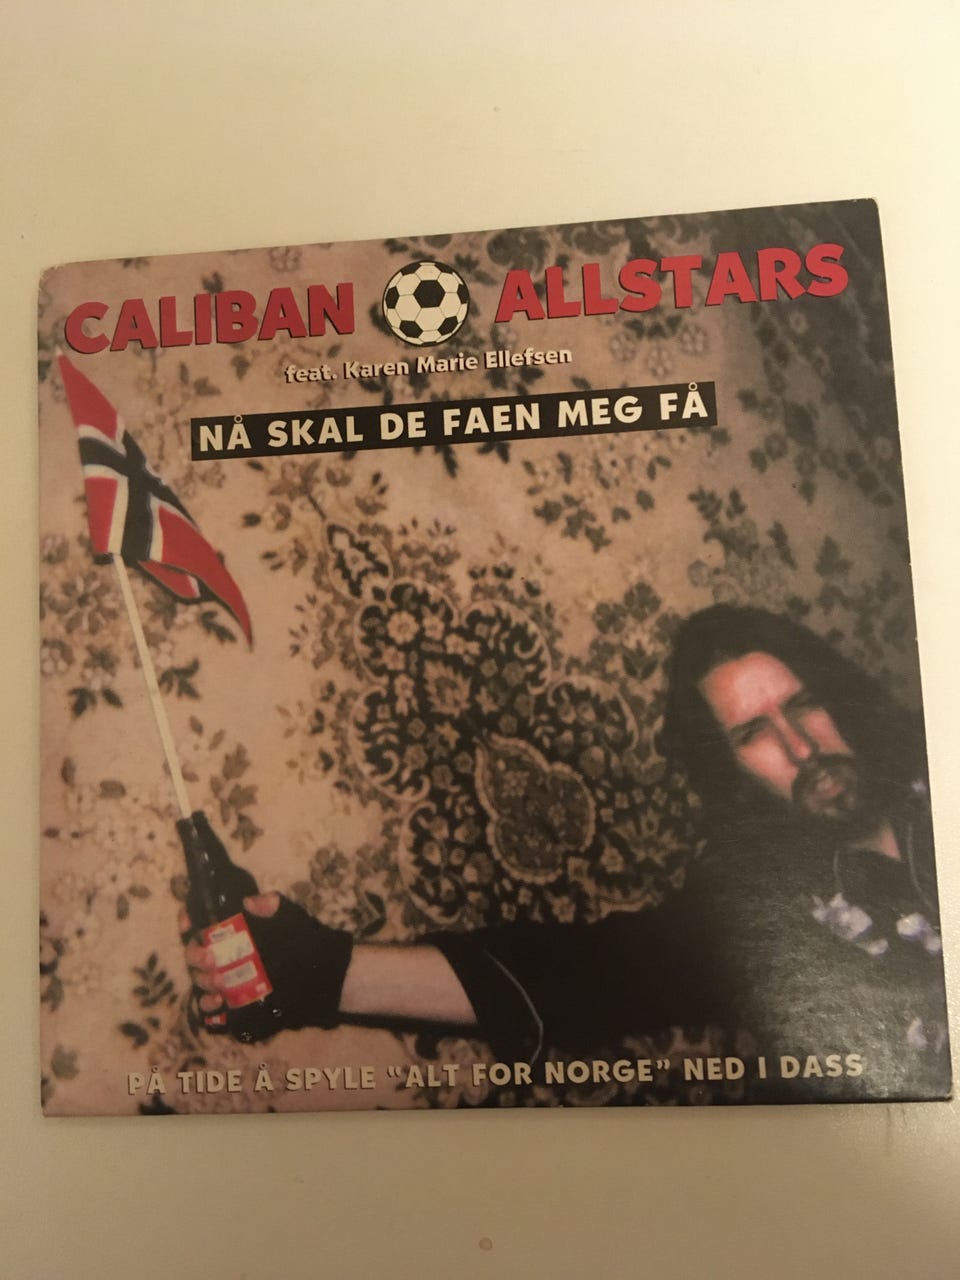 CALIBAN ALLSTARS
feat. Karen Marie Ellefsen
NÅ SKAL DE FAEN MEG FÅ
PÅ TIDE Å SPYLE “ALT FOR NORGE” NED I DASS